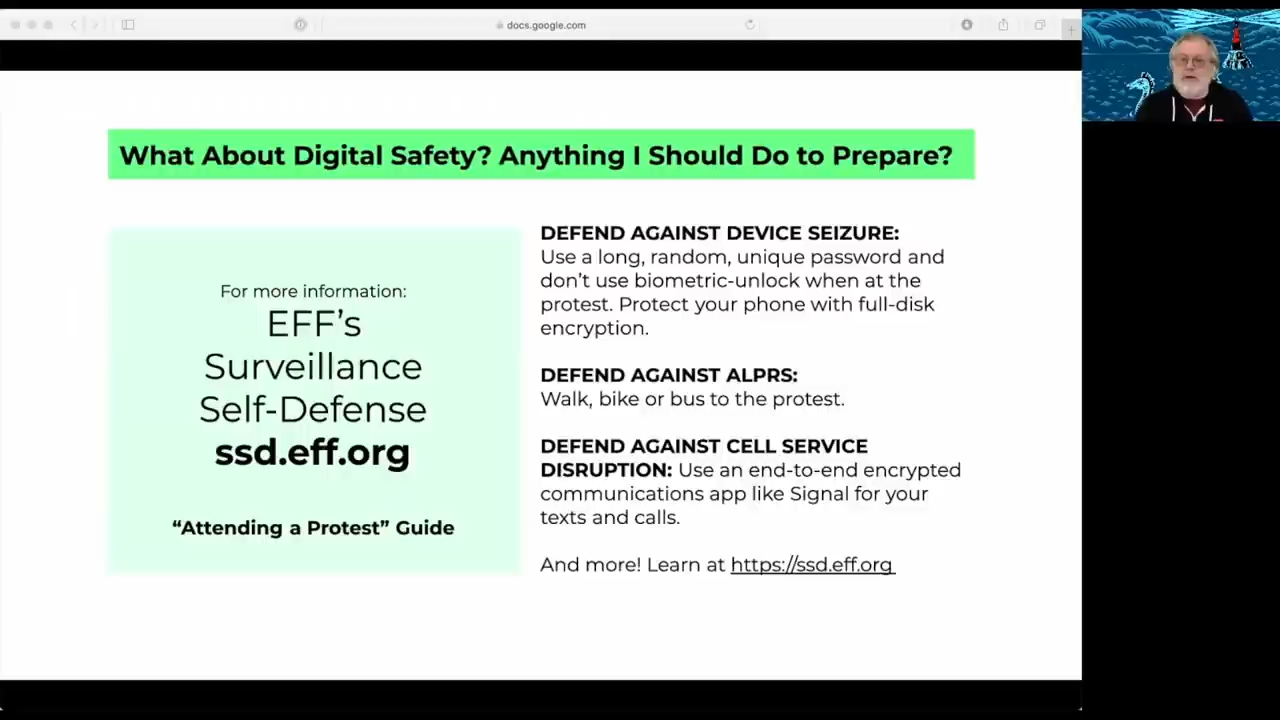 docs.google.com
What About Digital Safety? Anything I Should Do to Prepare?
For more information:
EFF's
Surveillance
Self-Defense
ssd.eff.org
“Attending a Protest” Guide
DEFEND AGAINST DEVICE SEIZURE:
Use a long, random, unique password and
don’t use biometric-unlock when at the
protest. Protect your phone with full-disk
encryption.
DEFEND AGAINST ALPRS:
Walk, bike or bus to the protest.
DEFEND AGAINST CELL SERVICE
DISRUPTION: Use an end-to-end encrypted
communications app like Signal for your
texts and calls.
And more! Learn at https://ssd.eff.org